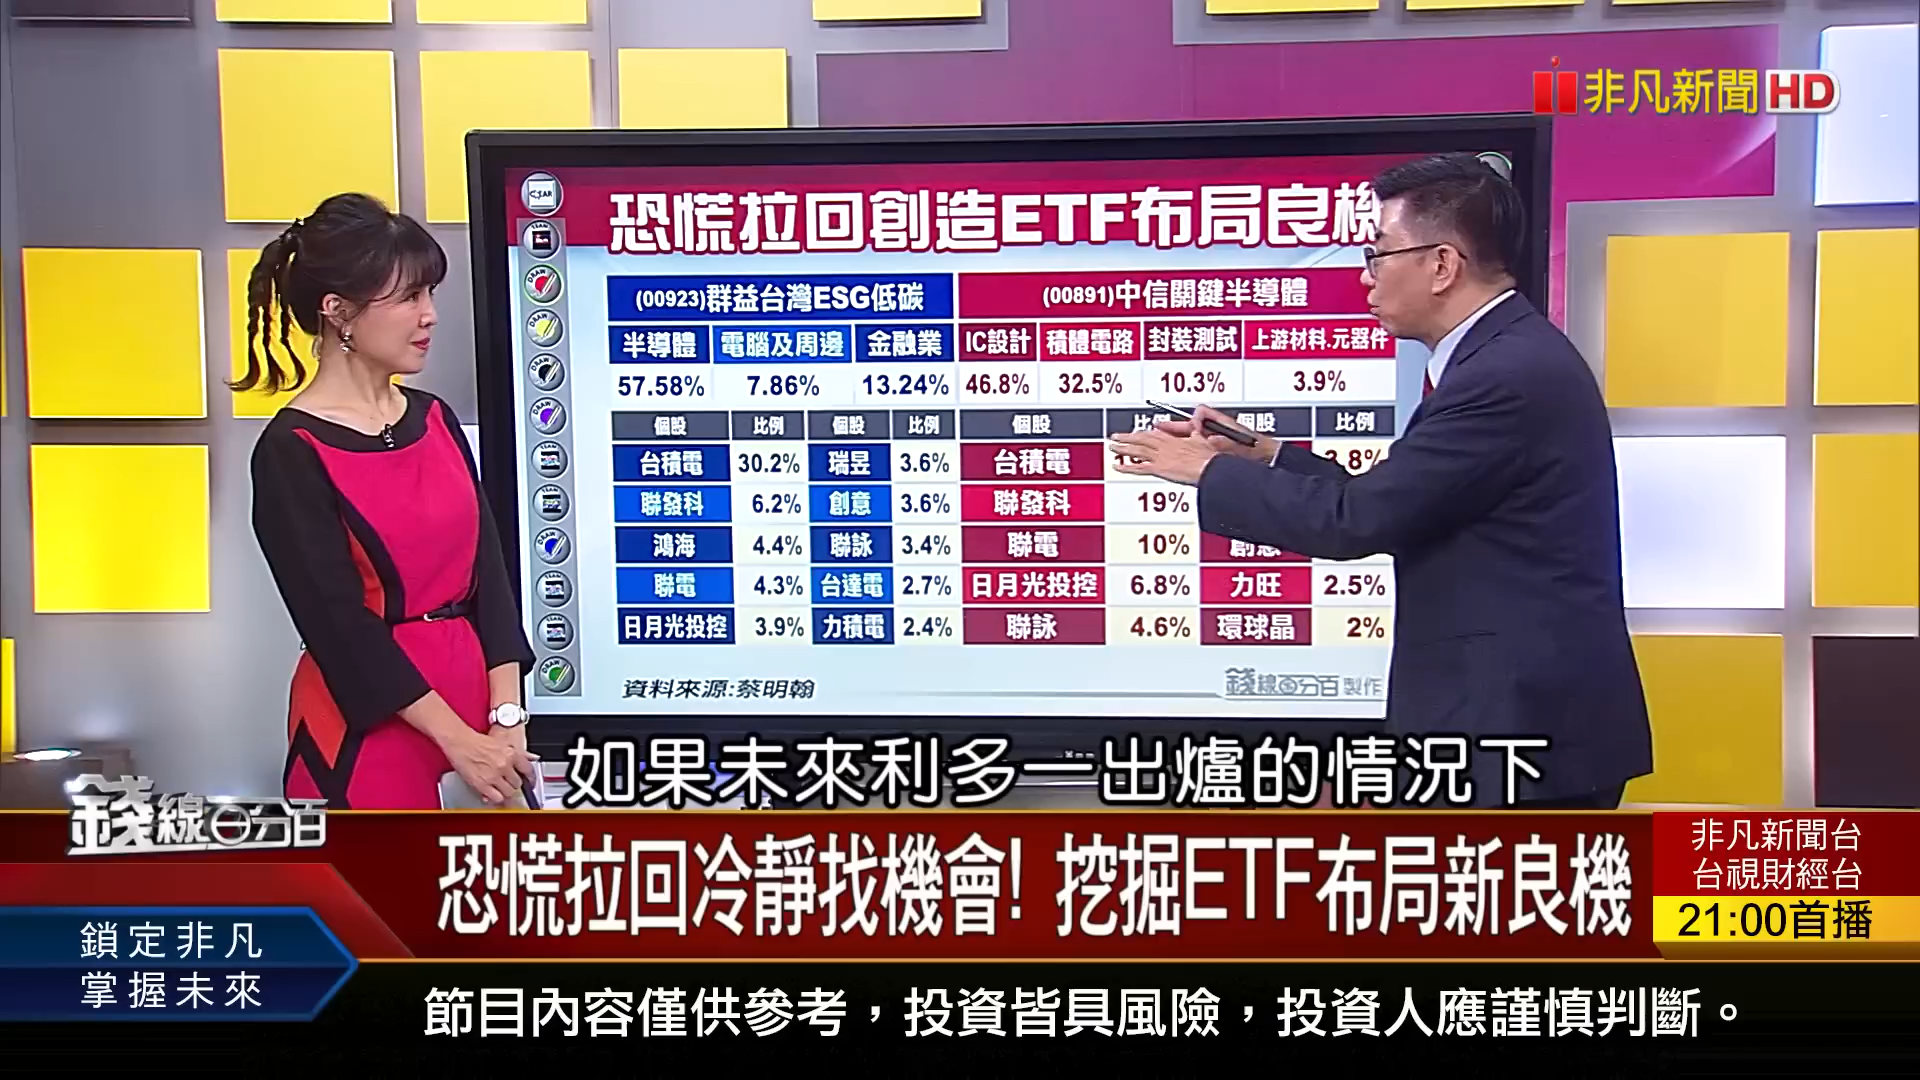 非凡新聞HD
恐慌拉回創造ETF布局良機
(00923)群益台灣ESG低碳 (00891)中信關鍵半導體
半導體 電腦及周邊 金融業 IC設計 積體電路 封裝測試 上游材料.元器件
57.58% 7.86% 13.24% 46.8% 32.5% 10.3% 3.9%
個股 比例 個股 比例 個股 比例 個股 比例
台積電 30.2% 瑞昱 3.6% 台積電
聯發科 6.2% 創意 3.6% 聯發科 19%
鴻海 4.4% 聯詠 3.4% 聯電 10% 創意
聯電 4.3% 台達電 2.7% 日月光投控 6.8% 力旺 2.5%
日月光投控 3.9% 力積電 2.4% 聯詠 4.6% 環球晶 2%
資料來源:蔡明翰
錢線百分百 製作
如果未來利多一出爐的情況下
錢線百分百
恐慌拉回冷靜找機會! 挖掘ETF布局新良機
非凡新聞台
台視財經台
21:00首播
鎖定非凡
掌握未來
節目內容僅供參考，投資皆具風險，投資人應謹慎判斷。